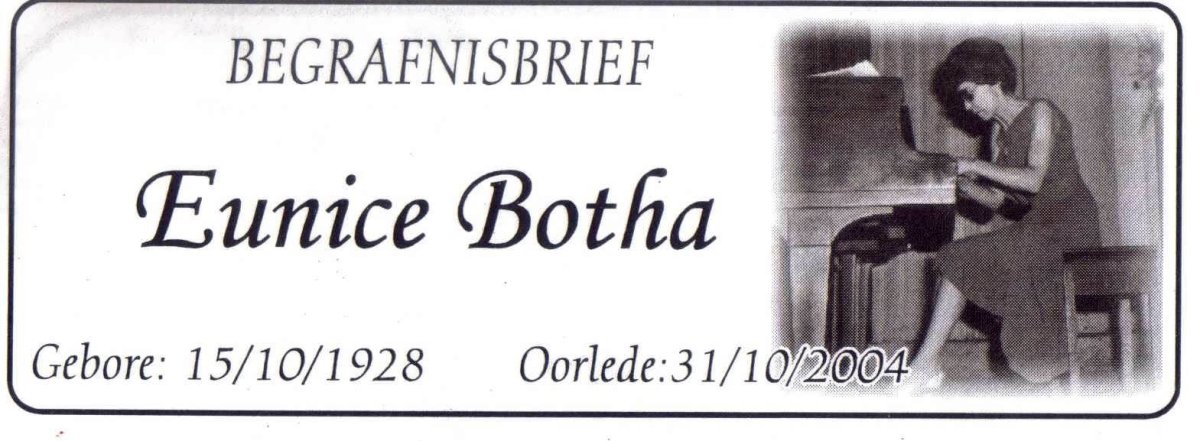 BEGRAFNISBRIEF
Eunice Botha
Gebore: 15/10/1928 Oorlede:31/10/2004